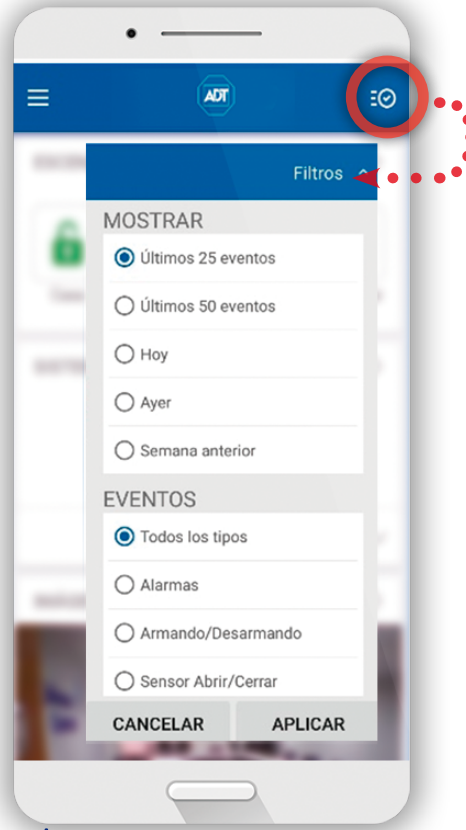 ADT
Filtros
MOSTRAR
Últimos 25 eventos
Últimos 50 eventos
Hoy
Ayer
Semana anterior
EVENTOS
Todos los tipos
Alarmas
Armando/Desarmando
Sensor Abrir/Cerrar
CANCELAR APLICAR